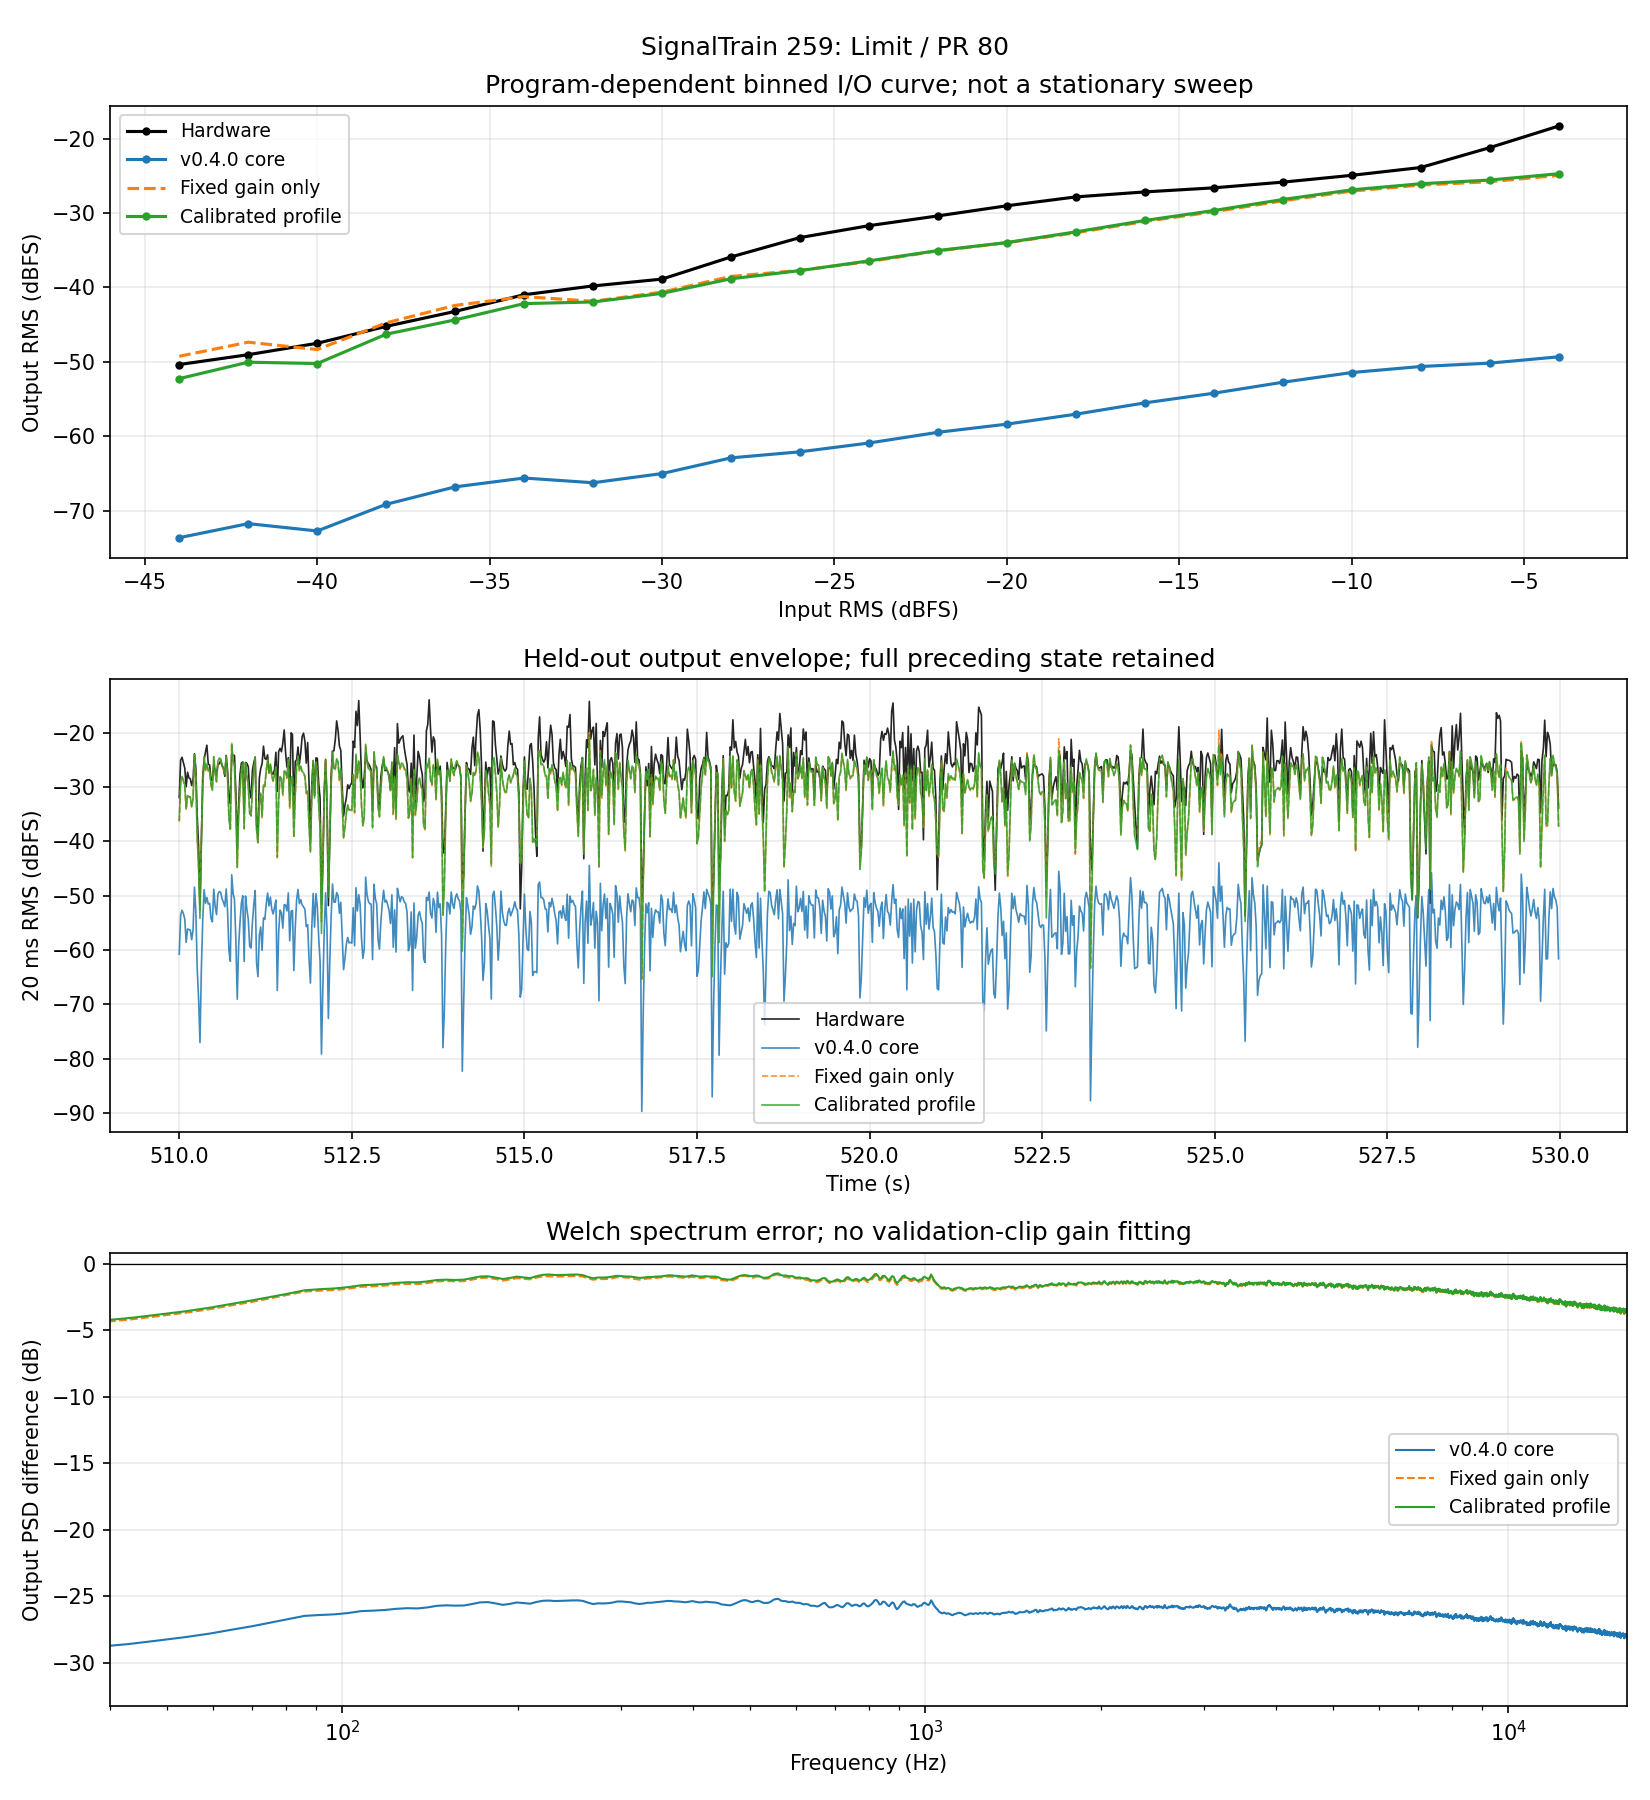 SignalTrain 259: Limit / PR 80
Program-dependent binned I/O curve; not a stationary sweep
Output RMS (dBFS)
−20
−30
−40
−50
−60
−70
Hardware
v0.4.0 core
Fixed gain only
Calibrated profile
−45 −40 −35 −30 −25 −20 −15 −10 −5
Input RMS (dBFS)
Held-out output envelope; full preceding state retained
20 ms RMS (dBFS)
−20
−30
−40
−50
−60
−70
−80
−90
Hardware
v0.4.0 core
Fixed gain only
Calibrated profile
510.0 512.5 515.0 517.5 520.0 522.5 525.0 527.5 530.0
Time (s)
Welch spectrum error; no validation-clip gain fitting
Output PSD difference (dB)
0
−5
−10
−15
−20
−25
−30
v0.4.0 core
Fixed gain only
Calibrated profile
10² 10³ 10⁴
Frequency (Hz)